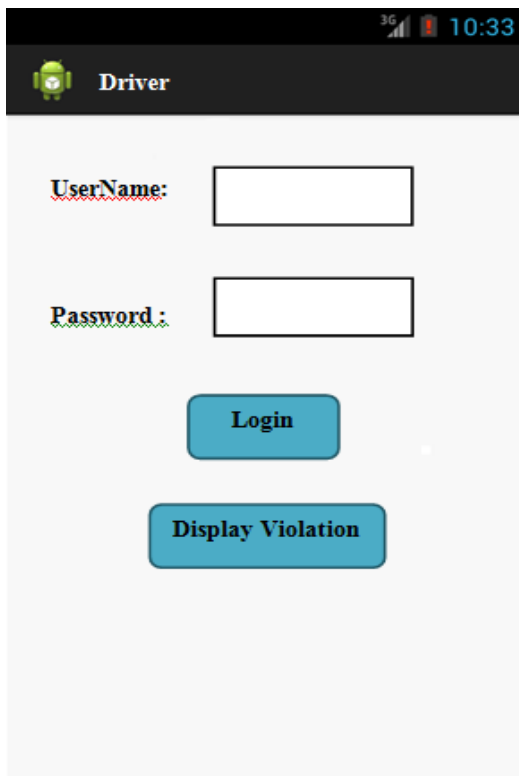 3G 10:33
Driver
UserName:
Password :
Login
Display Violation